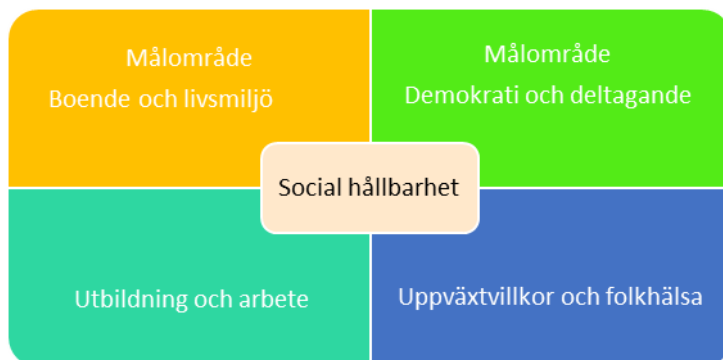 Målområde
Boende och livsmiljö
Målområde
Demokrati och deltagande
Social hållbarhet
Utbildning och arbete
Uppväxtvillkor och folkhälsa